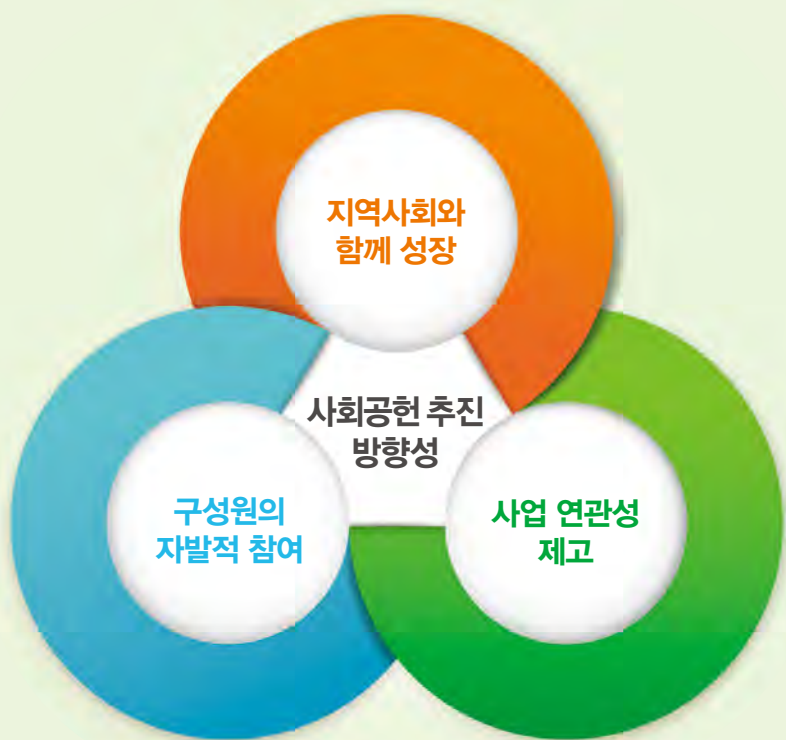 지역사회와
함께 성장
사회공헌 추진
방향성
구성원의
자발적 참여
사업 연관성
제고